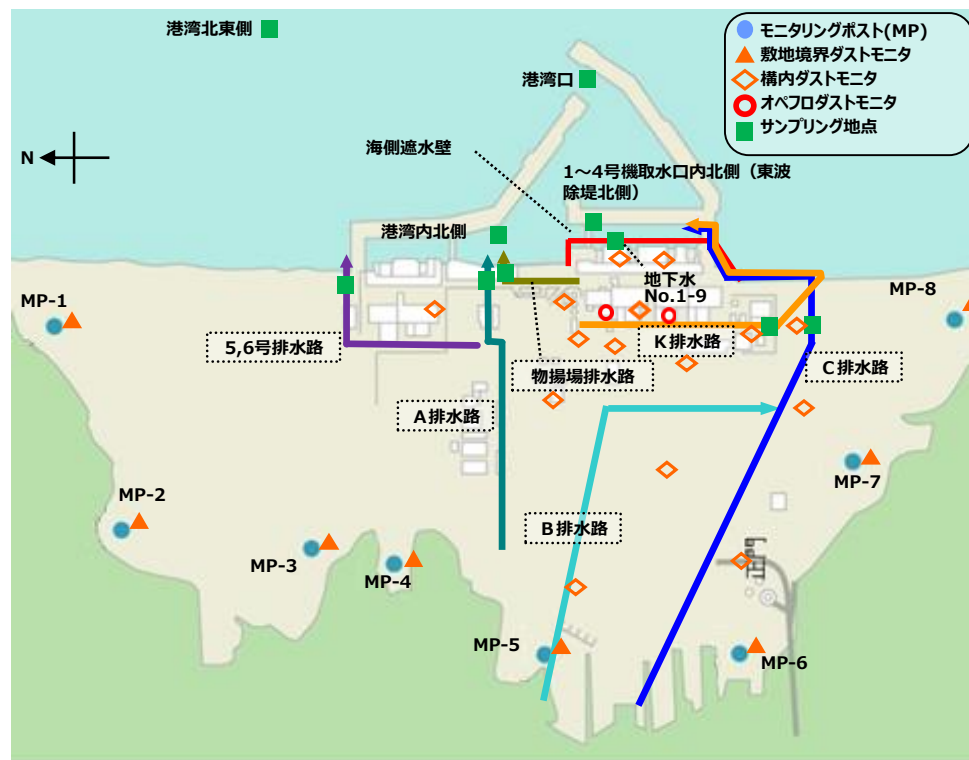 港湾北東側
モニタリングポスト(MP)
敷地境界ダストモニタ
構内ダストモニタ
オペフロダストモニタ
サンプリング地点
港湾口
海側遮水壁
N
1～4号機取水口内北側（東波
除堤北側）
港湾内北側
地下水
No.1-9
MP-1
MP-8
5,6号排水路
K排水路
物揚場排水路
C排水路
A排水路
MP-7
MP-2
B排水路
MP-3
MP-4
MP-5
MP-6